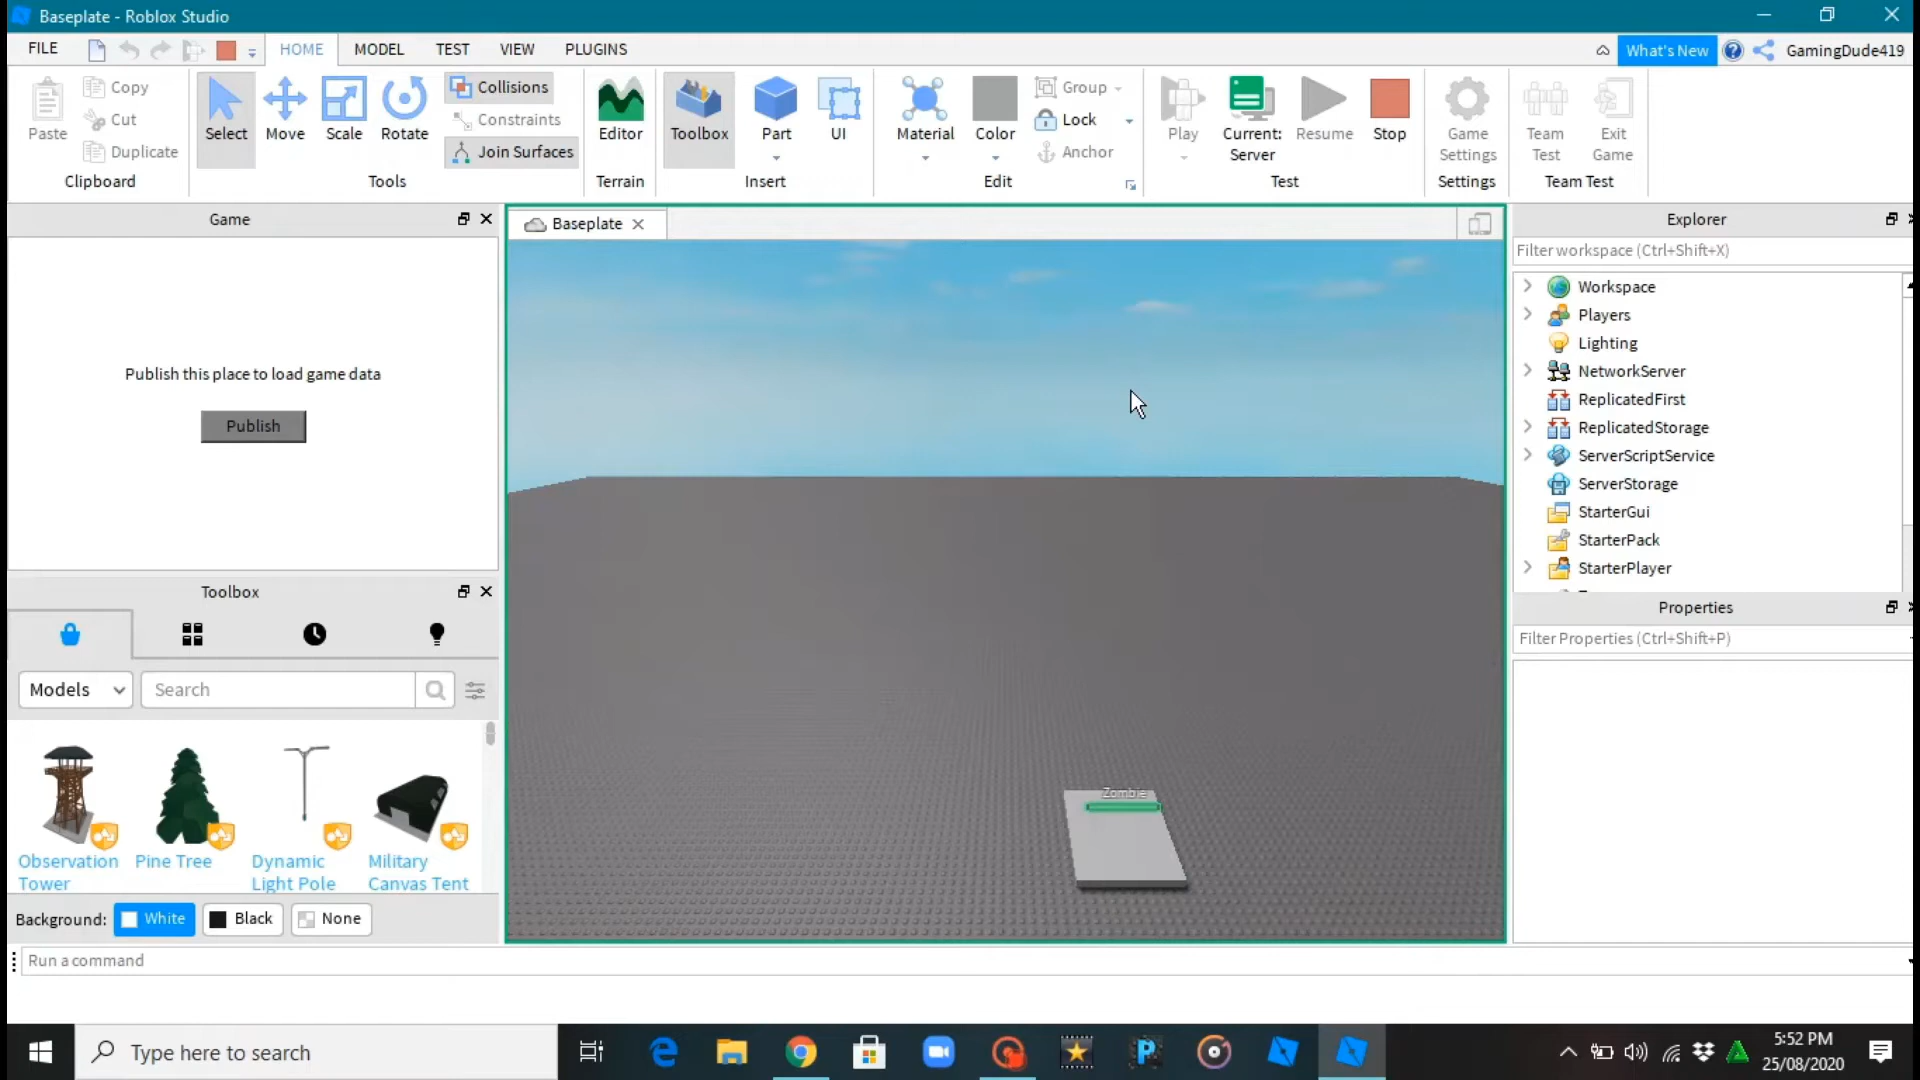 Baseplate - Roblox Studio
FILE HOME MODEL TEST VIEW PLUGINS What's New GamingDude419
Paste Copy Cut Duplicate Clipboard
Select Move Scale Rotate Collisions Constraints Join Surfaces Tools
Editor Terrain
Toolbox Part UI Insert
Material Color Group Lock Anchor Edit
Play Current: Server Resume Stop Test
Game Settings Settings
Team Test Exit Game Team Test
Game
Publish this place to load game data
Publish
Toolbox
Models Search
Observation Tower
Pine Tree
Dynamic Light Pole
Military Canvas Tent
Background: White Black None
Baseplate
Zombie
Explorer
Filter workspace (Ctrl+Shift+X)
Workspace
Players
Lighting
NetworkServer
ReplicatedFirst
ReplicatedStorage
ServerScriptService
ServerStorage
StarterGui
StarterPack
StarterPlayer
Properties
Filter Properties (Ctrl+Shift+P)
Run a command
Type here to search
5:52 PM
25/08/2020